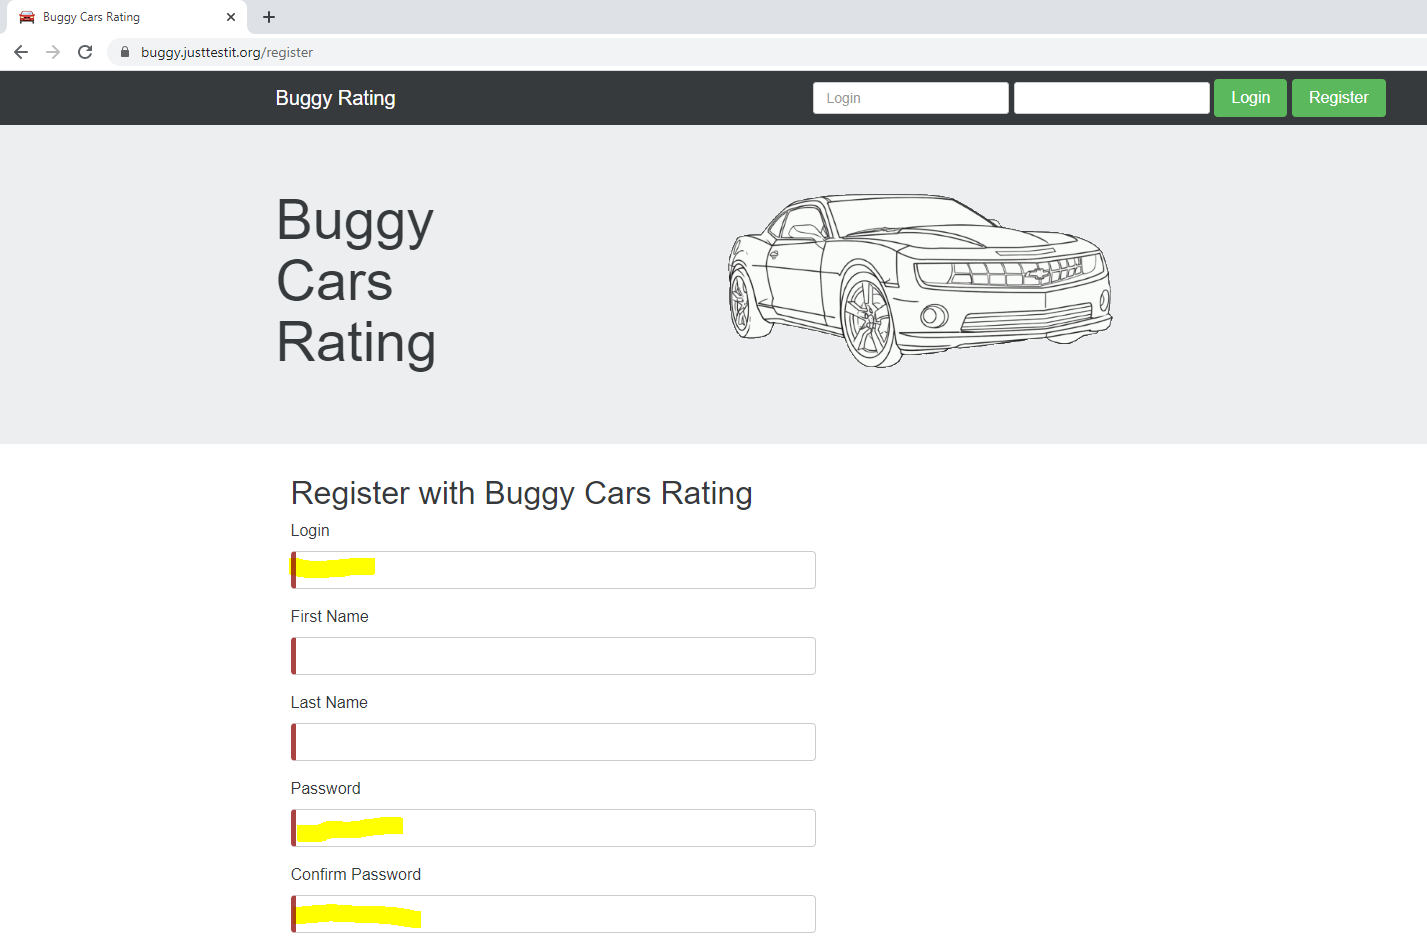 Buggy Cars Rating
buggy.justtestit.org/register
Buggy Rating
Login
Login
Register
Buggy
Cars
Rating
Register with Buggy Cars Rating
Login
First Name
Last Name
Password
Confirm Password